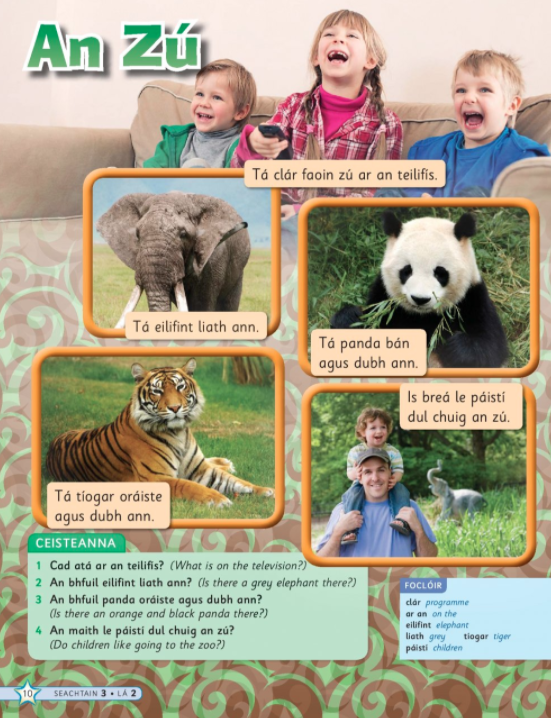 An Zú
Tá clár faoin zú ar an teilifís.
Tá eilifint liath ann.
Tá panda bán
agus dubh ann.
Tá tíogar oráiste
agus dubh ann.
Is breá le páistí
dul chuig an zú.
CEISTEANNA
1 Cad atá ar an teilifís? (What is on the television?)
2 An bhfuil eilifint liath ann? (Is there a grey elephant there?)
3 An bhfuil panda oráiste agus dubh ann?
(Is there an orange and black panda there?)
4 An maith le páistí dul chuig an zú?
(Do children like going to the zoo?)
FOCLÓIR
clár programme
ar an on the
eilifint elephant
liath grey tíogar tiger
páistí children
10 SEACHTAIN 3 • LÁ 2